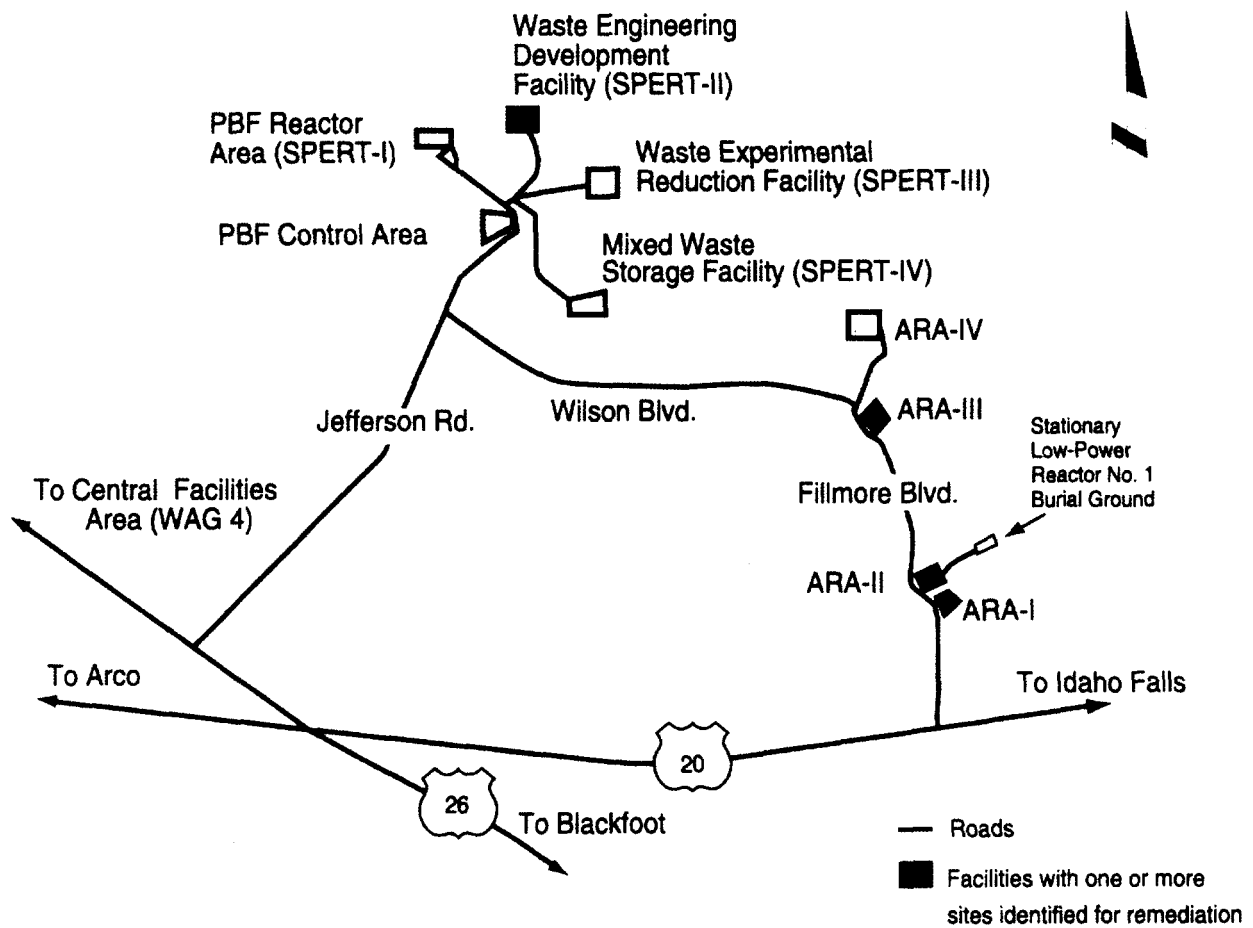 Waste Engineering
Development
Facility (SPERT-II)
PBF Reactor
Area (SPERT-I)
Waste Experimental
Reduction Facility (SPERT-III)
PBF Control Area
Mixed Waste
Storage Facility (SPERT-IV)
ARA-IV
Wilson Blvd.
ARA-III
Jefferson Rd.
Stationary
Low-Power
Reactor No. 1
Burial Ground
To Central Facilities
Area (WAG 4)
Fillmore Blvd.
ARA-II
ARA-I
To Arco
To Idaho Falls
20
26
To Blackfoot
Roads
Facilities with one or more
sites identified for remediation